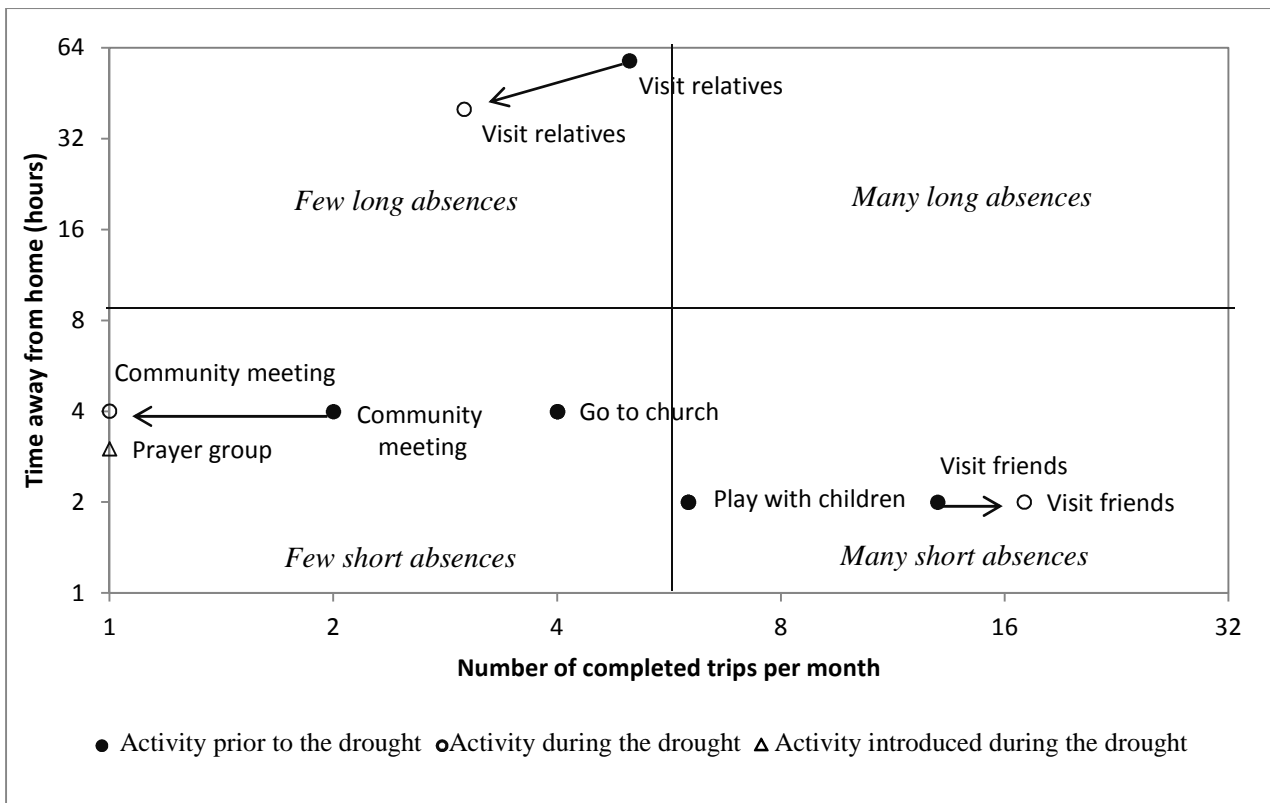 64
Visit relatives
Visit relatives
32
Few long absences
Many long absences
16
Time away from home (hours)
8
Community meeting
4
Community
meeting
Go to church
Prayer group
Visit friends
Play with children
Visit friends
2
Few short absences
Many short absences
1
1 2 4 8 16 32
Number of completed trips per month
Activity prior to the drought Activity during the drought Activity introduced during the drought